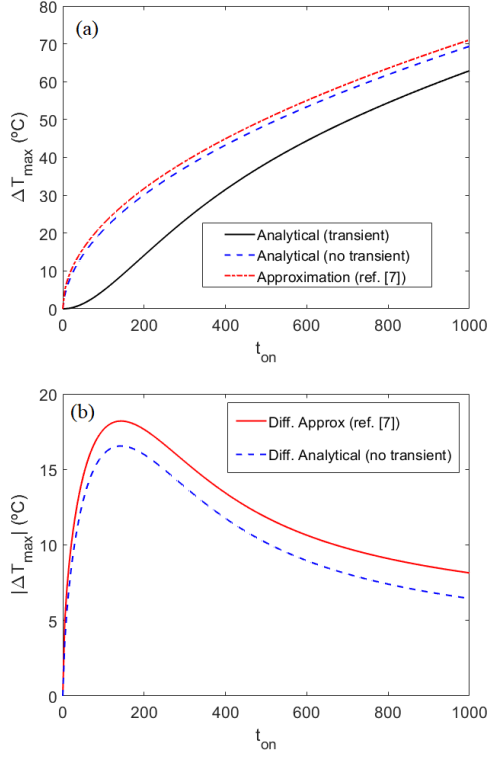 80
(a)
70
60
50
40
30
20
10
0
ΔT_max (ºC)
Analytical (transient)
Analytical (no transient)
Approximation (ref. [7])
0 200 400 600 800 1000
t_on
20
(b)
15
10
5
0
|ΔT_max| (ºC)
Diff. Approx (ref. [7])
Diff. Analytical (no transient)
0 200 400 600 800 1000
t_on